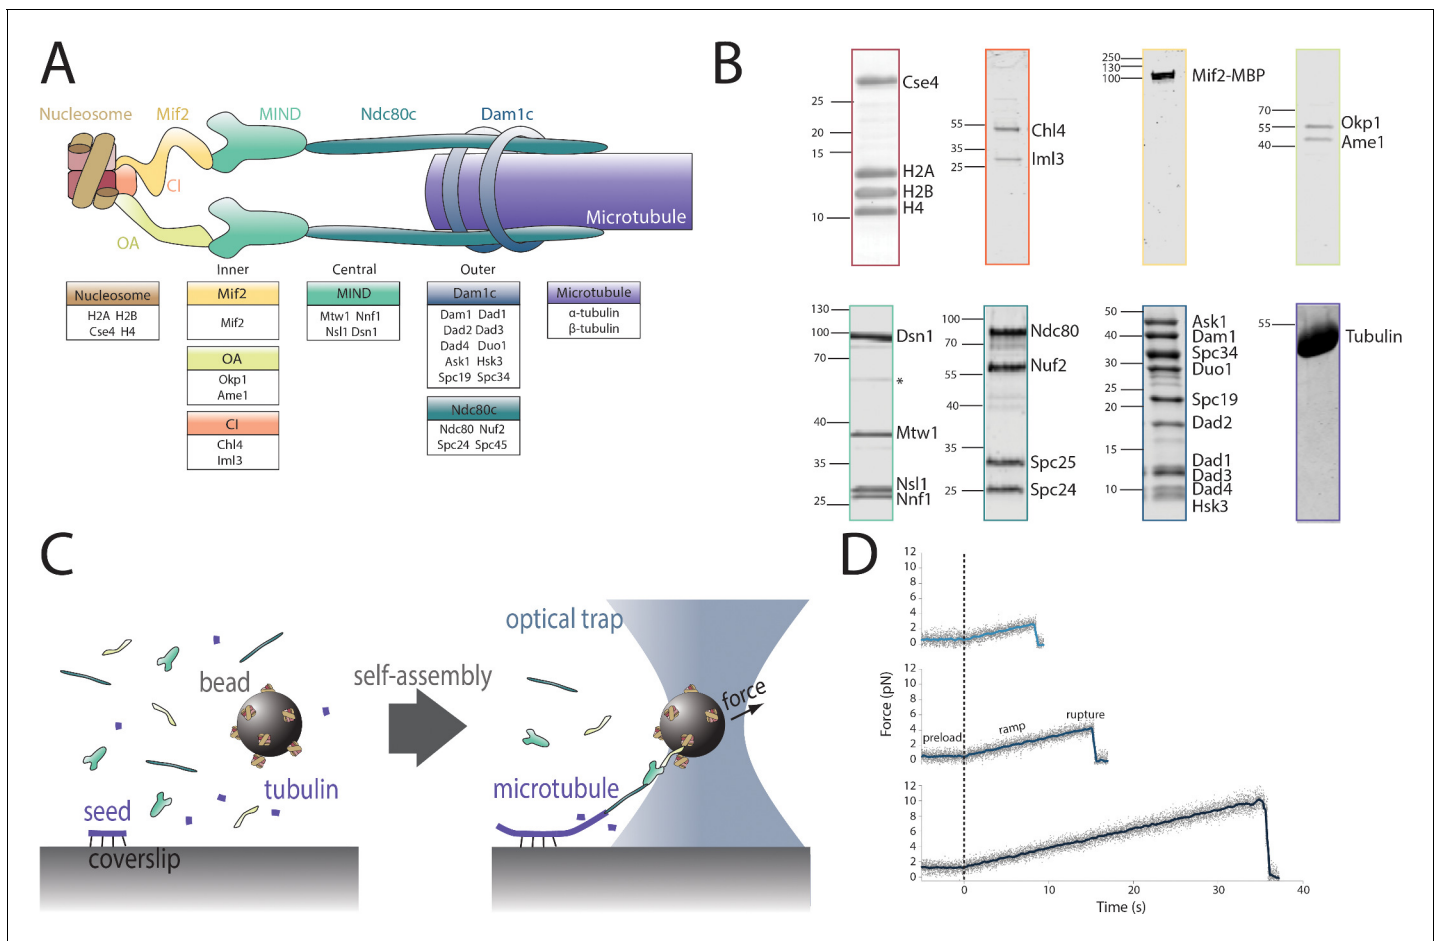 A
Nucleosome
Mif2
MIND
Ndc80c
Dam1c
CI
OA
Microtubule
Inner
Central
Outer
Nucleosome
H2A H2B
Cse4 H4
Mif2
Mif2
OA
Okp1
Ame1
CI
Chl4
Iml3
MIND
Mtw1 Nnf1
Nsl1 Dsn1
Dam1c
Dam1 Dad1
Dad2 Dad3
Dad4 Duo1
Ask1 Hsk3
Spc19 Spc34
Ndc80c
Ndc80 Nuf2
Spc24 Spc45
Microtubule
α-tubulin
β-tubulin
B
25
20
15
10
Cse4
H2A
H2B
H4
55
35
25
Chl4
Iml3
250
130
100
Mif2-MBP
70
55
40
Okp1
Ame1
130
100
70
40
35
25
Dsn1
*
Mtw1
Nsl1
Nnf1
100
70
55
40
35
25
Ndc80
Nuf2
Spc25
Spc24
50
40
30
25
20
15
10
Ask1
Dam1
Spc34
Duo1
Spc19
Dad2
Dad1
Dad3
Dad4
Hsk3
55
Tubulin
C
bead
tubulin
seed
coverslip
self-assembly
optical trap
force
microtubule
D
12
10
8
6
4
2
0
12
10
8
6
4
2
0
preload
ramp
rupture
12
10
8
6
4
2
0
Force (pN)
0
10
20
30
40
Time (s)